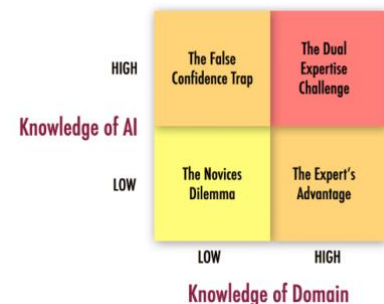 HIGH
The False
Confidence Trap
The Dual
Expertise
Challenge
Knowledge of AI
LOW
The Novices
Dilemma
The Expert's
Advantage
LOW
HIGH
Knowledge of Domain